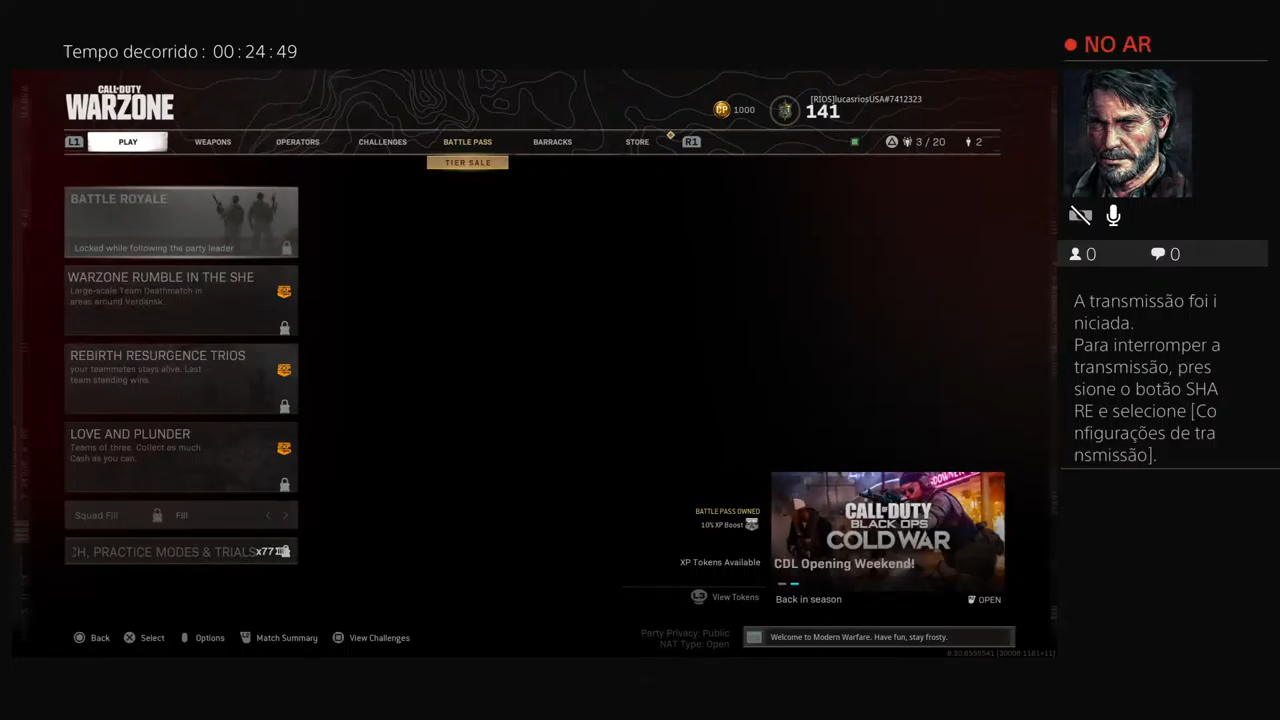 Tempo decorrido: 00:24:49
NO AR
CALL OF DUTY
WARZONE
CP 1000
141
[RIOS]lucasriosUSA#7412323
L1
PLAY
WEAPONS
OPERATORS
CHALLENGES
BATTLE PASS
BARRACKS
STORE
R1
3 / 20
2
TIER SALE
BATTLE ROYALE
Locked while following the party leader
WARZONE RUMBLE IN THE SHE
Large-scale Team Deathmatch in
areas around Verdansk.
REBIRTH RESURGENCE TRIOS
your teammates stays alive. Last
team standing wins.
LOVE AND PLUNDER
Teams of three. Collect as much
Cash as you can.
Squad Fill
Fill
CH, PRACTICE MODES & TRIALS
x771
BATTLE PASS OWNED
10% XP Boost
XP Tokens Available
L3 View Tokens
CALL OF DUTY
BLACK OPS
COLD WAR
CDL Opening Weekend!
Back in season
OPEN
Back
Select
Options
Match Summary
View Challenges
Party Privacy: Public
NAT Type: Open
Welcome to Modern Warfare. Have fun, stay frosty.
0
0
A transmissão foi i
niciada.
Para interromper a
transmissão, pres
sione o botão SHA
RE e selecione [Co
nfigurações de tra
nsmissão].